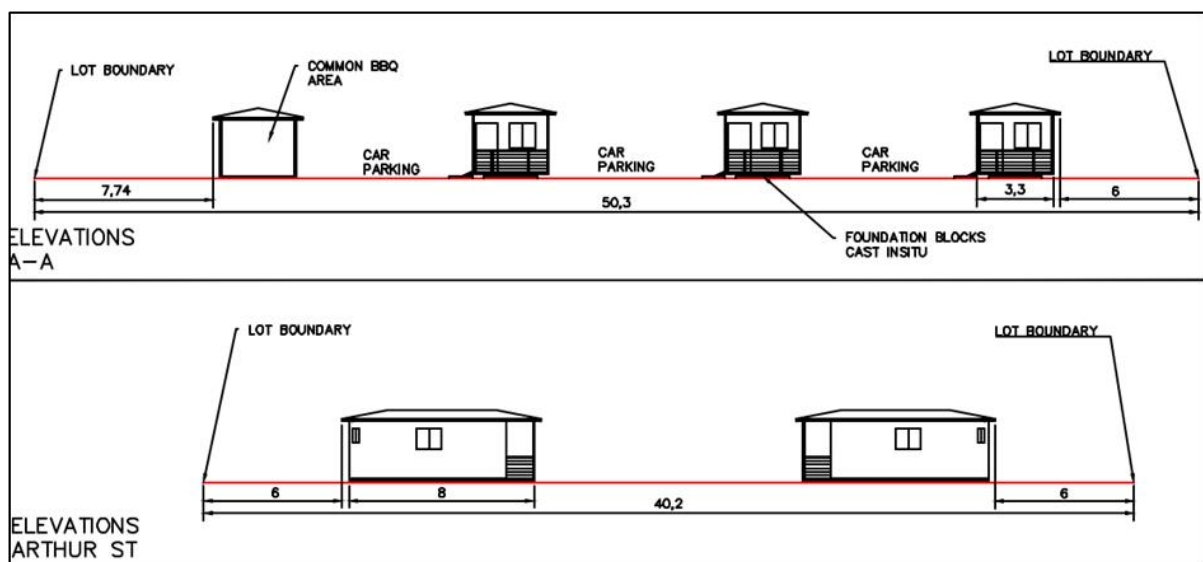 LOT BOUNDARY
COMMON BBQ
AREA
LOT BOUNDARY
CAR
PARKING
CAR
PARKING
CAR
PARKING
7,74
3,3
6
50,3
FOUNDATION BLOCKS
CAST INSITU
ELEVATIONS
A-A
LOT BOUNDARY
LOT BOUNDARY
6
8
6
40,2
ELEVATIONS
ARTHUR ST